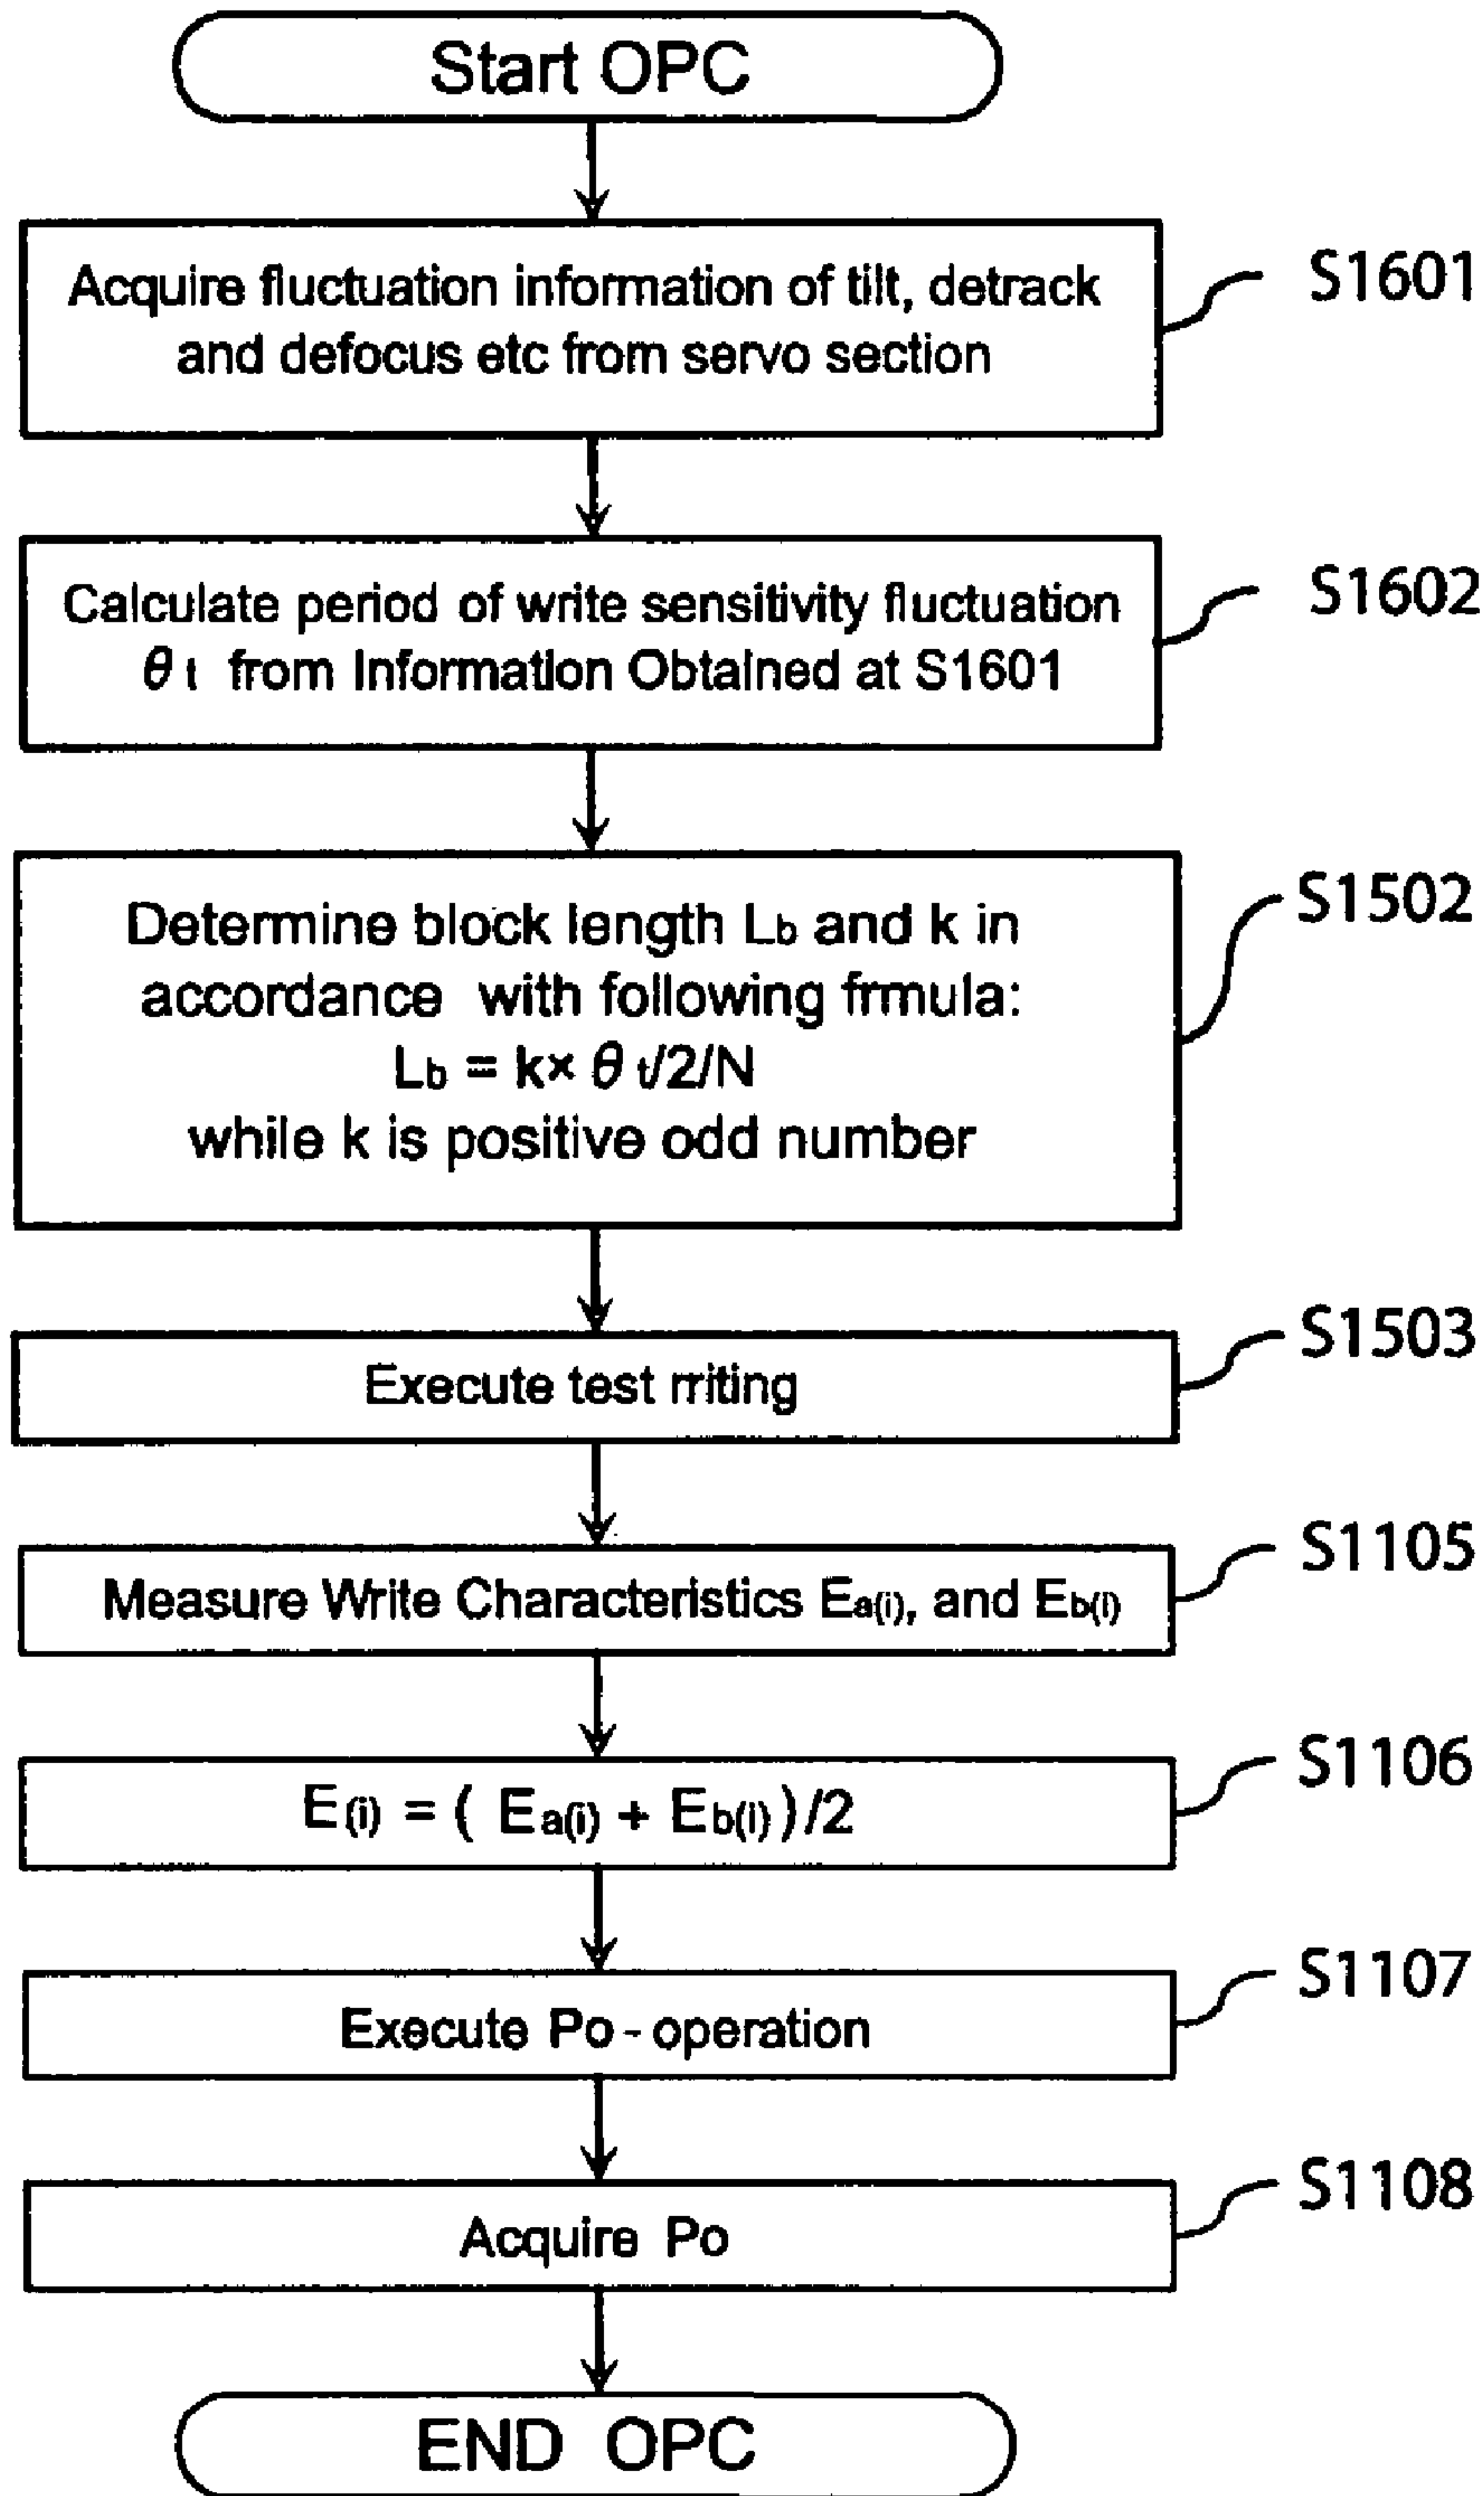 Start OPC
Acquire fluctuation information of tilt, detrack
and defocus etc from servo section
S1601
Calculate period of write sensitivity fluctuation
θt from Information Obtained at S1601
S1602
Determine block length Lb and k in
accordance with following frmula:
Lb = k× θt/2/N
while k is positive odd number
S1502
Execute test rriting
S1503
Measure Write Characteristics Ea(i), and Eb(i)
S1105
E(i) = ( Ea(i) + Eb(i) )/2
S1106
Execute Po - operation
S1107
Acquire Po
S1108
END OPC